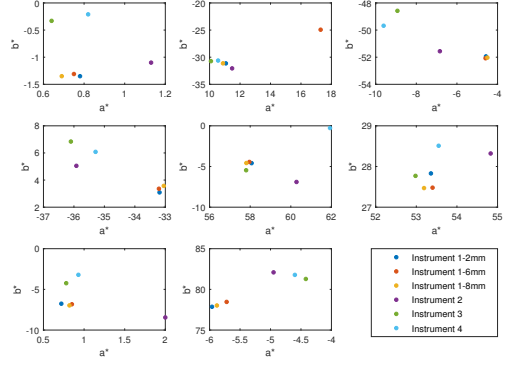 0
-0.5
-1
-1.5
b*
0.6 0.8 1 1.2
a*
-20
-25
-30
-35
b*
10 12 14 16 18
a*
-48
-50
-52
-54
b*
-10 -8 -6 -4
a*
8
6
4
2
b*
-37 -36 -35 -34 -33
a*
0
-5
-10
b*
56 58 60 62
a*
29
28
27
b*
52 53 54 55
a*
0
-5
-10
b*
0.5 1 1.5 2
a*
85
80
75
b*
-6 -5.5 -5 -4.5 -4
a*
Instrument 1-2mm
Instrument 1-6mm
Instrument 1-8mm
Instrument 2
Instrument 3
Instrument 4